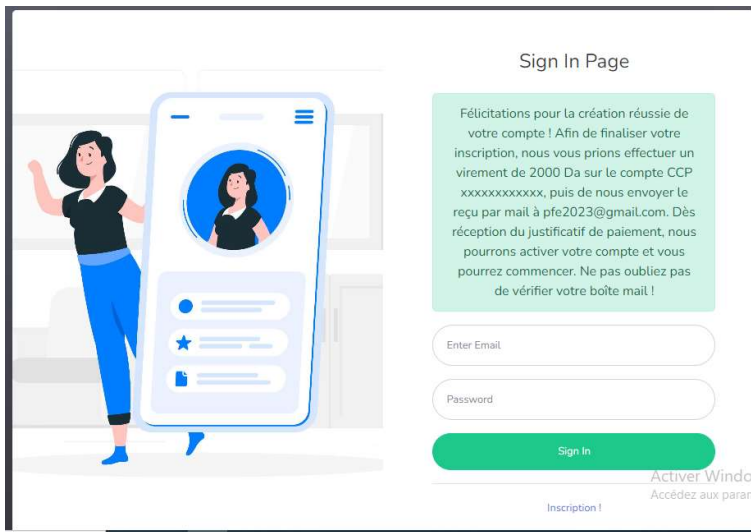 Sign In Page
Félicitations pour la création réussie de
votre compte ! Afin de finaliser votre
inscription, nous vous prions effectuer un
virement de 2000 Da sur le compte CCP
xxxxxxxxxxxx, puis de nous envoyer le
reçu par mail à pfe2023@gmail.com. Dès
réception du justificatif de paiement, nous
pourrons activer votre compte et vous
pourrez commencer. Ne pas oubliez pas
de vérifier votre boîte mail !
Enter Email
Password
Sign In
Activer Windo
Accédez aux parar
Inscription !